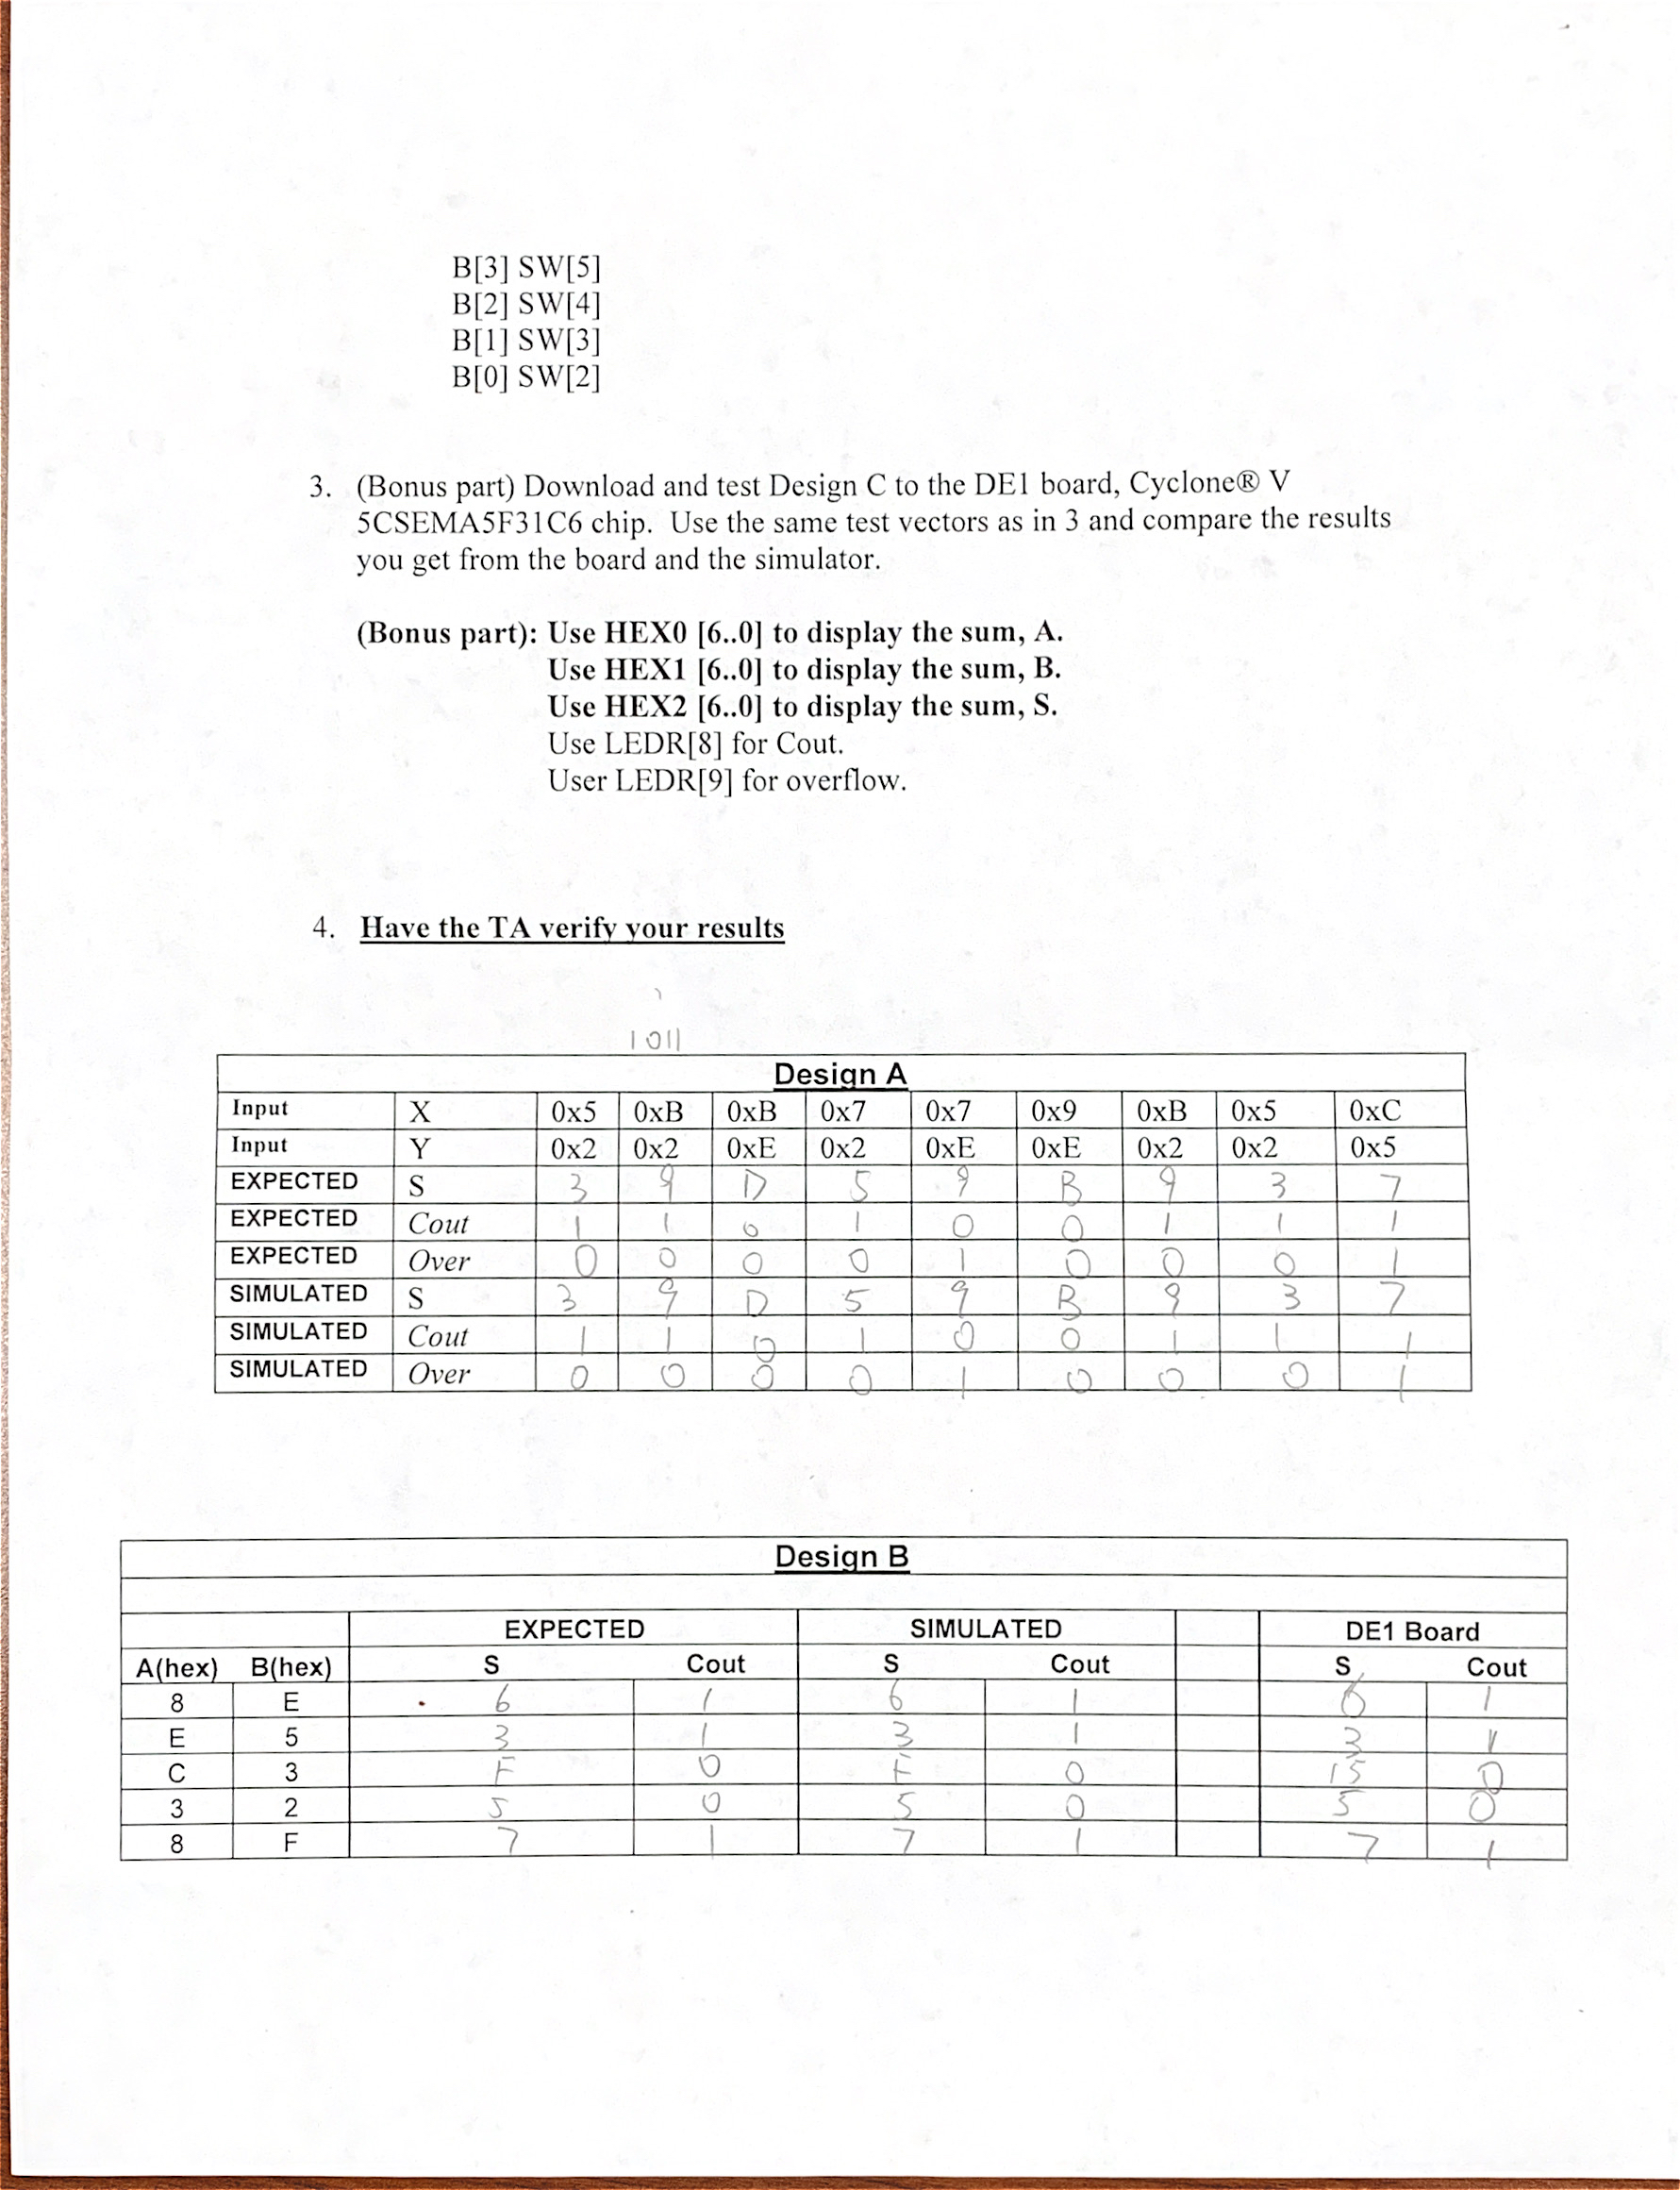 B[3] SW[5]
B[2] SW[4]
B[1] SW[3]
B[0] SW[2]
3. (Bonus part) Download and test Design C to the DE1 board, Cyclone® V
5CSEMA5F31C6 chip. Use the same test vectors as in 3 and compare the results
you get from the board and the simulator.
(Bonus part): Use HEX0 [6..0] to display the sum, A.
Use HEX1 [6..0] to display the sum, B.
Use HEX2 [6..0] to display the sum, S.
Use LEDR[8] for Cout.
User LEDR[9] for overflow.
4. Have the TA verify your results
1011
Design A
Input X 0x5 0xB 0xB 0x7 0x7 0x9 0xB 0x5 0xC
Input Y 0x2 0x2 0xE 0x2 0xE 0xE 0x2 0x2 0x5
EXPECTED S 3 9 D 5 9 B 9 3 7
EXPECTED Cout 1 1 0 1 0 0 1 1 1
EXPECTED Over 0 0 0 0 1 0 0 0 1
SIMULATED S 3 9 D 5 9 B 9 3 7
SIMULATED Cout 1 1 0 1 0 0 1 1 1
SIMULATED Over 0 0 0 0 1 0 0 0 1
Design B
EXPECTED SIMULATED DE1 Board
A(hex) B(hex) S Cout S Cout S Cout
8 E 6 1 6 1 6 1
E 5 3 1 3 1 3 1
C 3 F 0 F 0 15 0
3 2 5 0 5 0 5 0
8 F 7 1 7 1 7 1